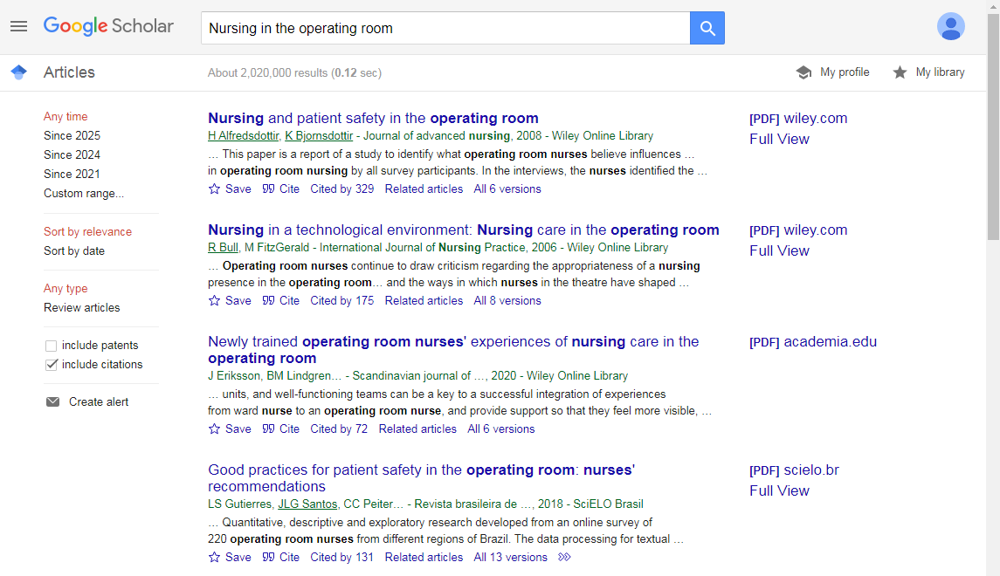 Google Scholar
Nursing in the operating room
Articles
About 2,020,000 results (0.12 sec)
My profile
My library
Any time
Since 2025
Since 2024
Since 2021
Custom range...
Sort by relevance
Sort by date
Any type
Review articles
include patents
include citations
Create alert
Nursing and patient safety in the operating room
H Alfredsdottir, K Bjornsdottir - Journal of advanced nursing, 2008 - Wiley Online Library
… This paper is a report of a study to identify what operating room nurses believe influences …
in operating room nursing by all survey participants. In the interviews, the nurses identified the …
Save Cite Cited by 329 Related articles All 6 versions
[PDF] wiley.com
Full View
Nursing in a technological environment: Nursing care in the operating room
R Bull, M FitzGerald - International Journal of Nursing Practice, 2006 - Wiley Online Library
… Operating room nurses continue to draw criticism regarding the appropriateness of a nursing
presence in the operating room… and the ways in which nurses in the theatre have shaped …
Save Cite Cited by 175 Related articles All 8 versions
[PDF] wiley.com
Full View
Newly trained operating room nurses' experiences of nursing care in the
operating room
J Eriksson, BM Lindgren… - Scandinavian journal of …, 2020 - Wiley Online Library
… units, and well-functioning teams can be a key to a successful integration of experiences
from ward nurse to an operating room nurse, and provide support so that they feel more visible, …
Save Cite Cited by 72 Related articles All 6 versions
[PDF] academia.edu
Good practices for patient safety in the operating room: nurses'
recommendations
LS Gutierres, JLG Santos, CC Peiter… - Revista brasileira de …, 2018 - SciELO Brasil
… Quantitative, descriptive and exploratory research developed from an online survey of
220 operating room nurses from different regions of Brazil. The data processing for textual …
Save Cite Cited by 131 Related articles All 13 versions
[PDF] scielo.br
Full View